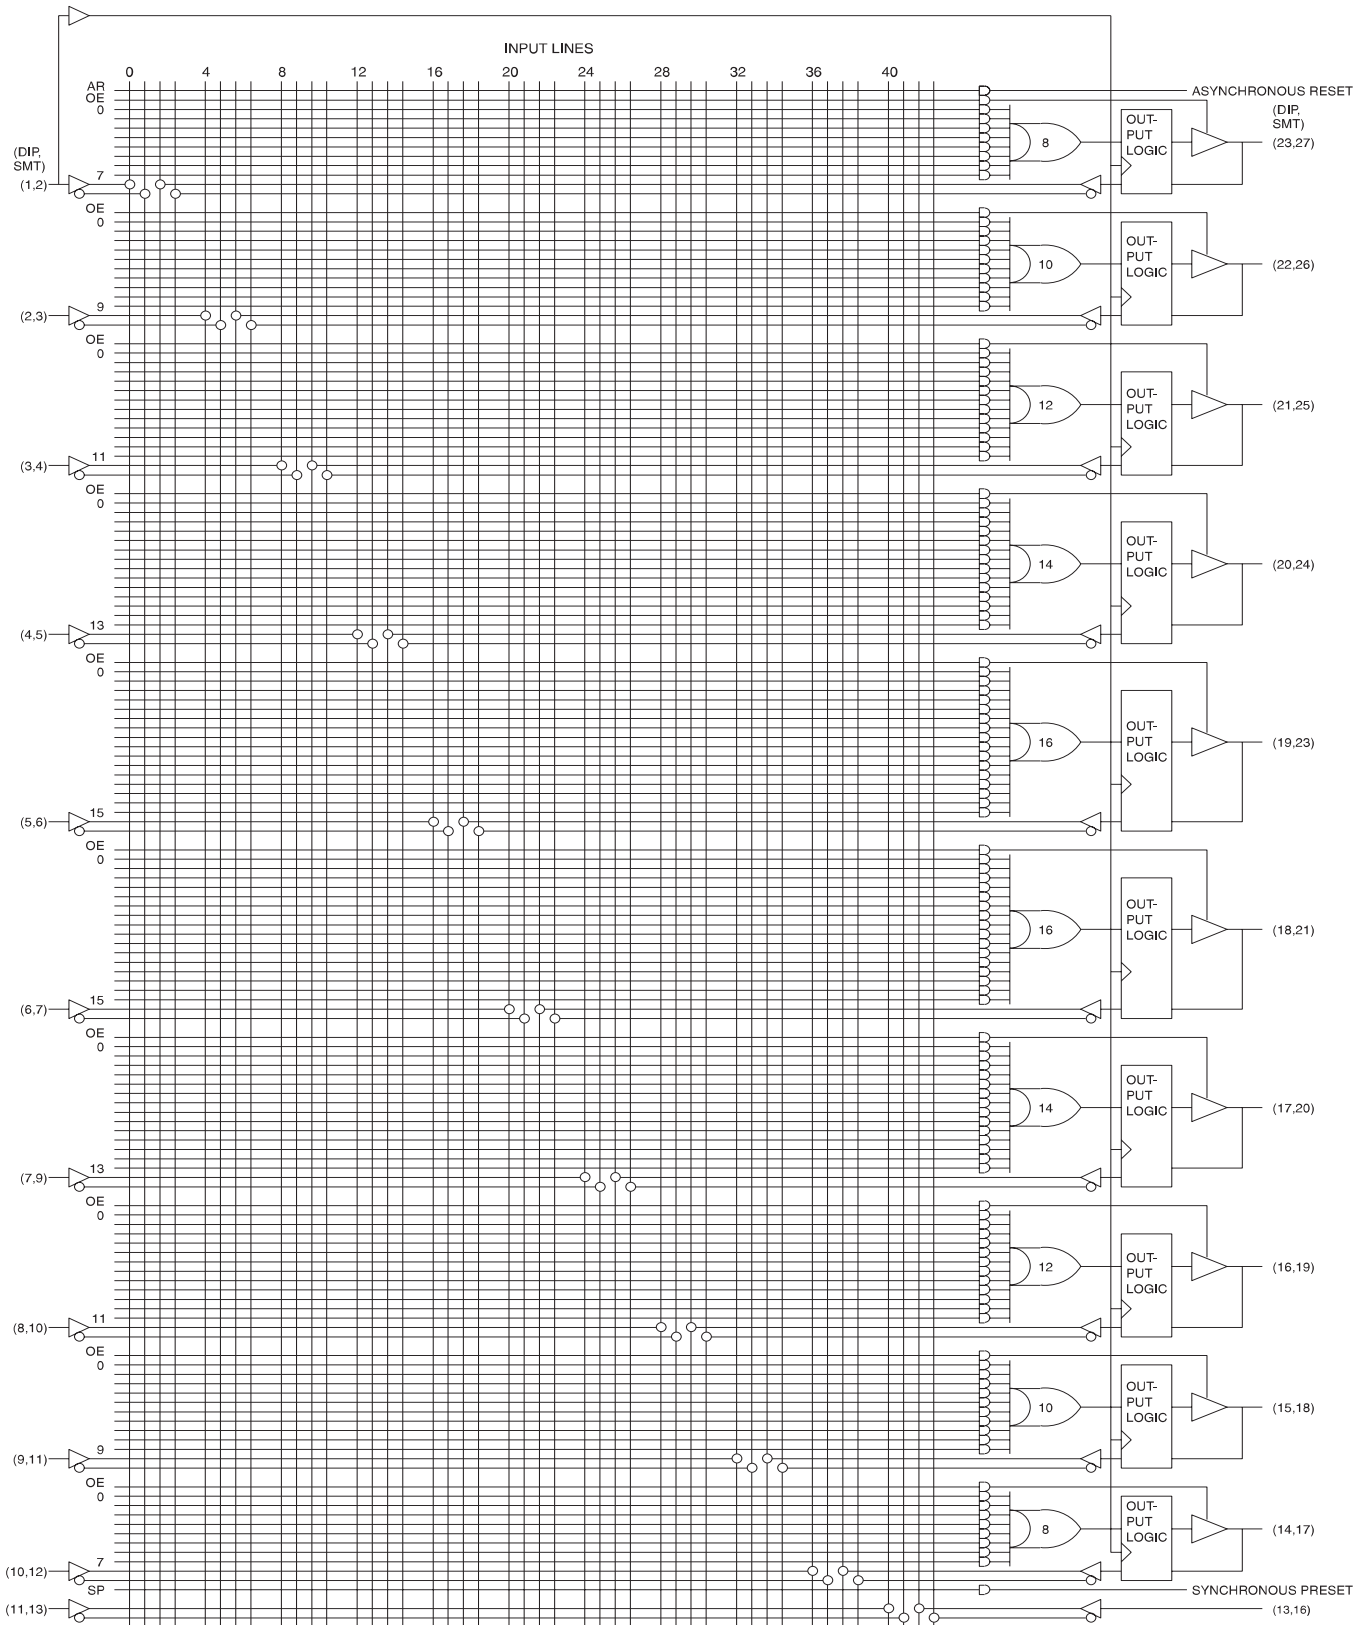 INPUT LINES
0 4 8 12 16 20 24 28 32 36 40
AR
ASYNCHRONOUS RESET
OE
0
(DIP,
SMT)
(DIP,
SMT)
OUT-
PUT
LOGIC
8
(23,27)
7
(1,2)
OE
0
OUT-
PUT
LOGIC
10
(22,26)
9
(2,3)
OE
0
OUT-
PUT
LOGIC
12
(21,25)
11
(3,4)
OE
0
OUT-
PUT
LOGIC
14
(20,24)
13
(4,5)
OE
0
OUT-
PUT
LOGIC
16
(19,23)
15
(5,6)
OE
0
OUT-
PUT
LOGIC
16
(18,21)
15
(6,7)
OE
0
OUT-
PUT
LOGIC
14
(17,20)
13
(7,9)
OE
0
OUT-
PUT
LOGIC
12
(16,19)
11
(8,10)
OE
0
OUT-
PUT
LOGIC
10
(15,18)
9
(9,11)
OE
0
OUT-
PUT
LOGIC
8
(14,17)
7
(10,12)
SP
SYNCHRONOUS PRESET
(11,13)
(13,16)